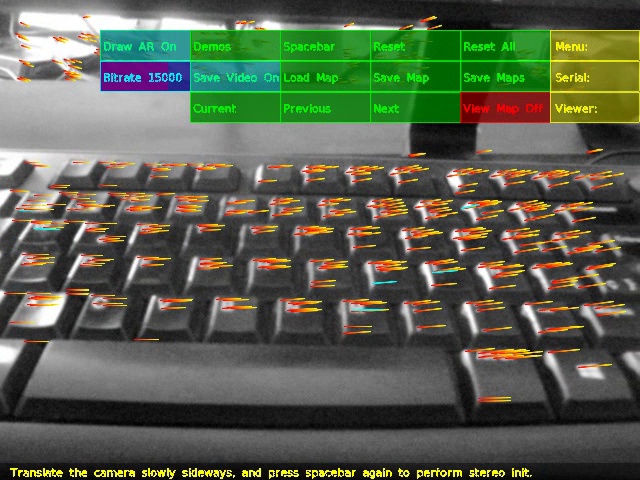 Draw AR On Demos Spacebar Reset Reset All Menu:
Bitrate 15000 Save Video On Load Map Save Map Save Maps Serial:
Current Previous Next View Map Off Viewer:
Translate the camera slowly sideways, and press spacebar again to perform stereo init.